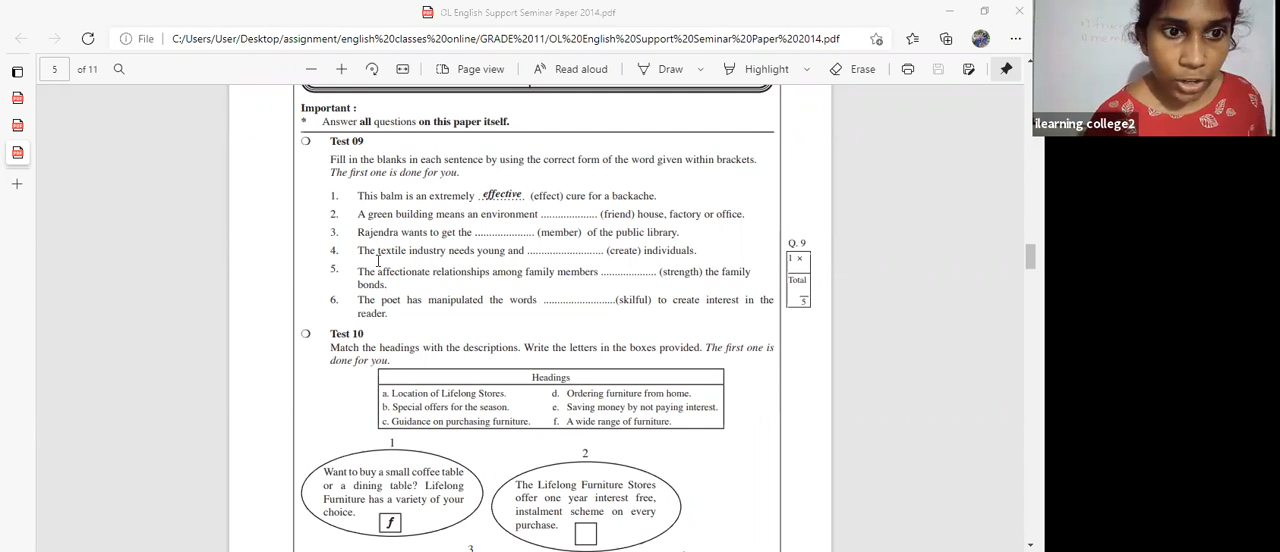 OL English Support Seminar Paper 2014.pdf
File C:/Users/User/Desktop/assignment/english%20classes%20online/GRADE%2011/OL%20English%20Support%20Seminar%20Paper%202014.pdf
5 of 11 Page view Read aloud Draw Highlight Erase
ilearning college2
Important :
* Answer all questions on this paper itself.
Test 09
Fill in the blanks in each sentence by using the correct form of the word given within brackets.
The first one is done for you.
1. This balm is an extremely ..effective.. (effect) cure for a backache.
2. A green building means an environment .................... (friend) house, factory or office.
3. Rajendra wants to get the ..................... (member) of the public library.
4. The textile industry needs young and ........................... (create) individuals.
5. The affectionate relationships among family members ................... (strength) the family
bonds.
6. The poet has manipulated the words .........................(skilful) to create interest in the
reader.
Q. 9
1 ×
Total
5
Test 10
Match the headings with the descriptions. Write the letters in the boxes provided. The first one is
done for you.
Headings
a. Location of Lifelong Stores. d. Ordering furniture from home.
b. Special offers for the season. e. Saving money by not paying interest.
c. Guidance on purchasing furniture. f. A wide range of furniture.
1
Want to buy a small coffee table
or a dining table? Lifelong
Furniture has a variety of your
choice.
f
2
The Lifelong Furniture Stores
offer one year interest free,
instalment scheme on every
purchase.
3